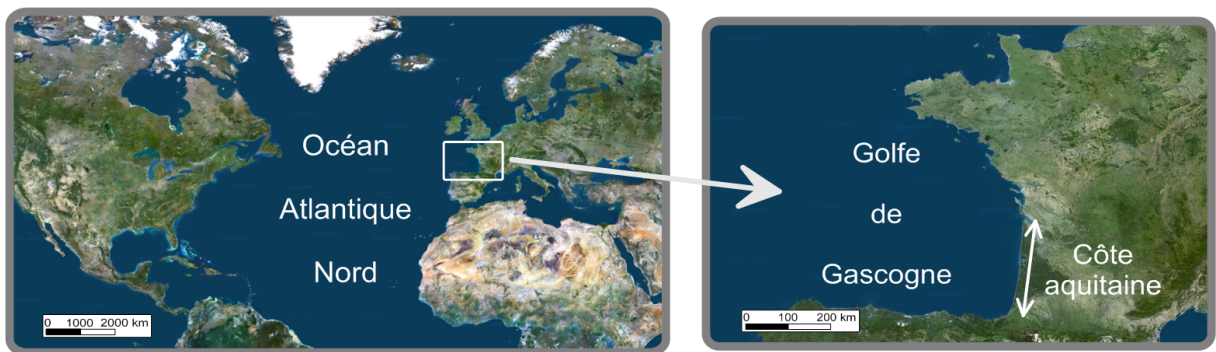 Océan
Atlantique
Nord
0 1000 2000 km
Golfe
de
Gascogne
Côte
aquitaine
0 100 200 km